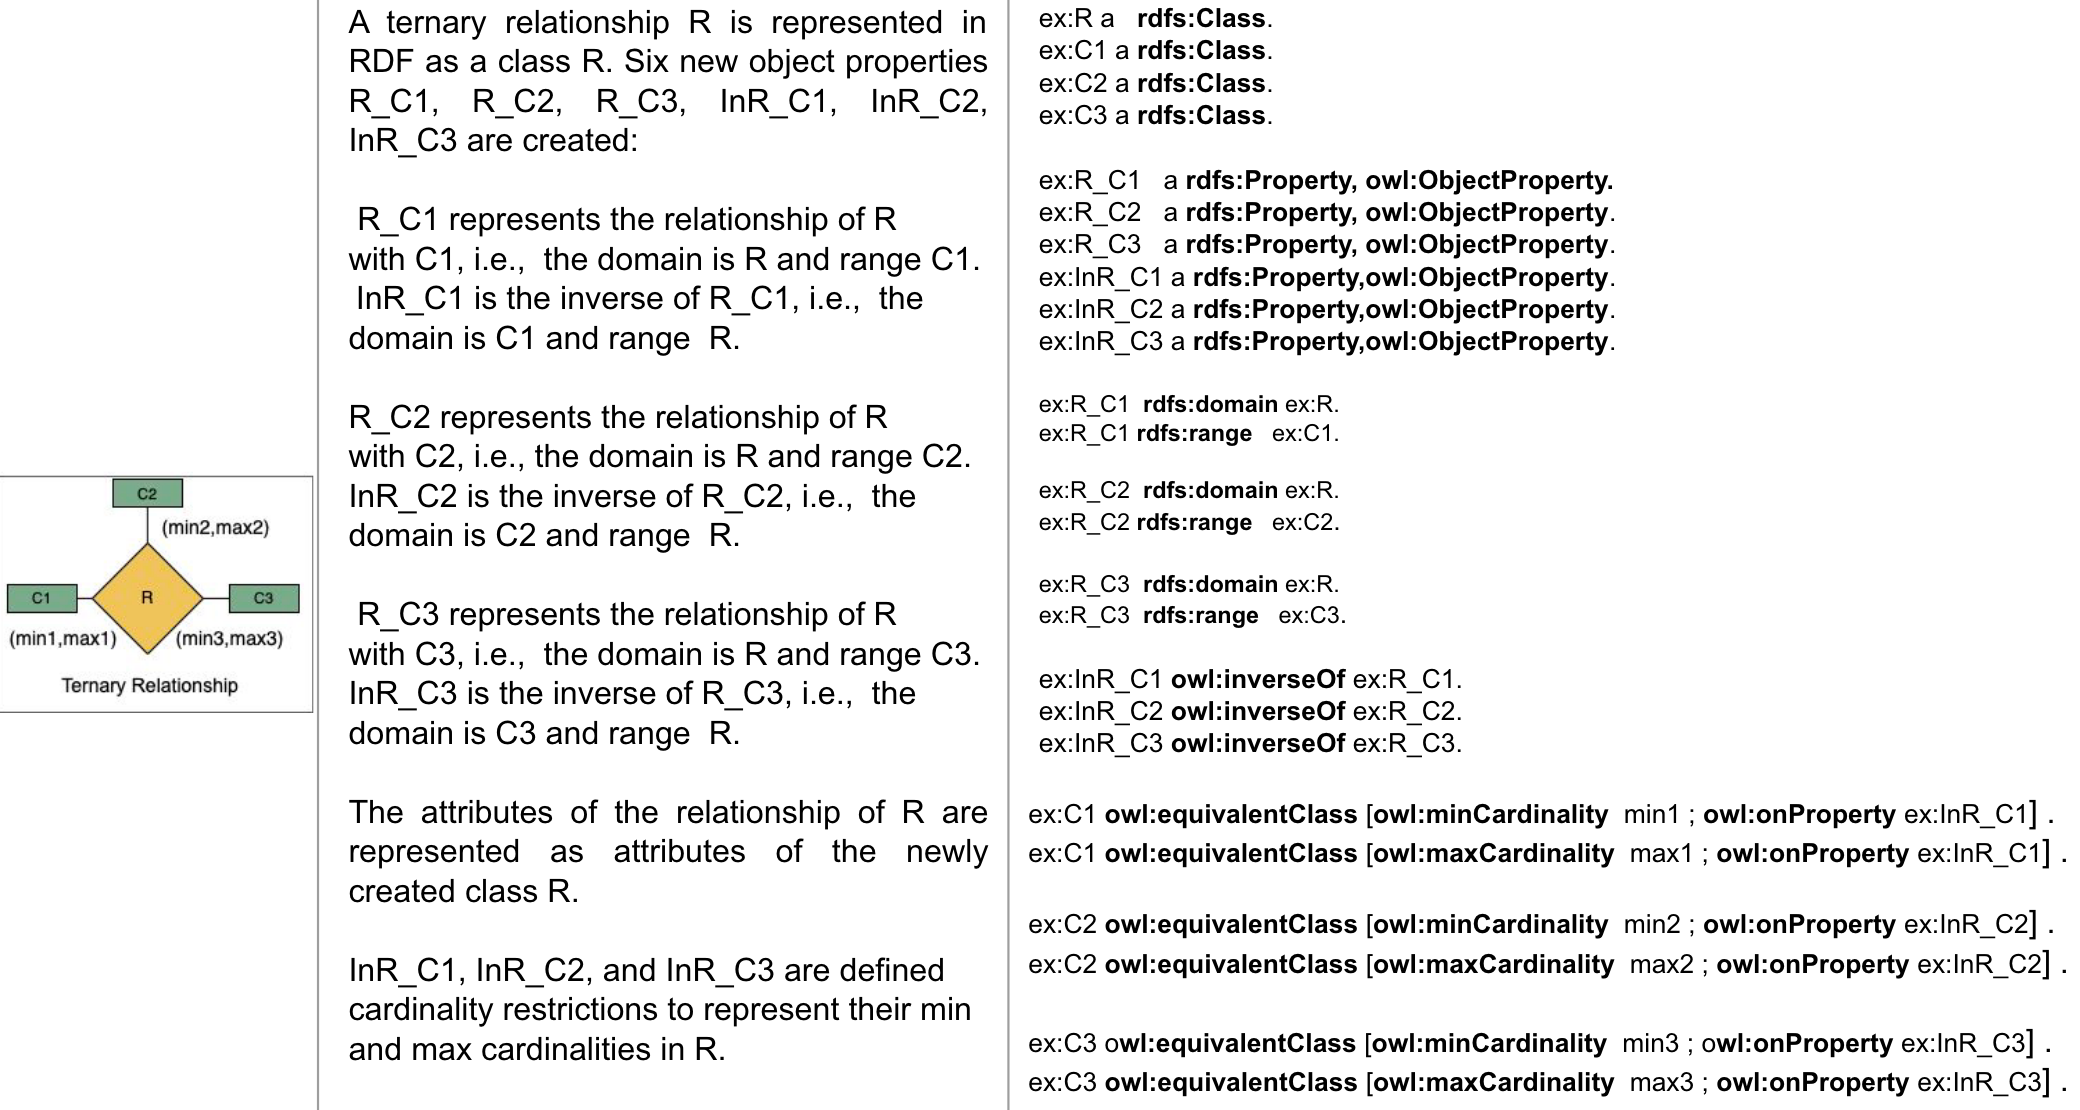 C2
(min2,max2)
C1
R
C3
(min1,max1)
(min3,max3)
Ternary Relationship
A ternary relationship R is represented in
RDF as a class R. Six new object properties
R_C1, R_C2, R_C3, InR_C1, InR_C2,
InR_C3 are created:
R_C1 represents the relationship of R
with C1, i.e., the domain is R and range C1.
InR_C1 is the inverse of R_C1, i.e., the
domain is C1 and range R.
R_C2 represents the relationship of R
with C2, i.e., the domain is R and range C2.
InR_C2 is the inverse of R_C2, i.e., the
domain is C2 and range R.
R_C3 represents the relationship of R
with C3, i.e., the domain is R and range C3.
InR_C3 is the inverse of R_C3, i.e., the
domain is C3 and range R.
The attributes of the relationship of R are
represented as attributes of the newly
created class R.
InR_C1, InR_C2, and InR_C3 are defined
cardinality restrictions to represent their min
and max cardinalities in R.
ex:R a rdfs:Class.
ex:C1 a rdfs:Class.
ex:C2 a rdfs:Class.
ex:C3 a rdfs:Class.
ex:R_C1 a rdfs:Property, owl:ObjectProperty.
ex:R_C2 a rdfs:Property, owl:ObjectProperty.
ex:R_C3 a rdfs:Property, owl:ObjectProperty.
ex:InR_C1 a rdfs:Property,owl:ObjectProperty.
ex:InR_C2 a rdfs:Property,owl:ObjectProperty.
ex:InR_C3 a rdfs:Property,owl:ObjectProperty.
ex:R_C1 rdfs:domain ex:R.
ex:R_C1 rdfs:range ex:C1.
ex:R_C2 rdfs:domain ex:R.
ex:R_C2 rdfs:range ex:C2.
ex:R_C3 rdfs:domain ex:R.
ex:R_C3 rdfs:range ex:C3.
ex:InR_C1 owl:inverseOf ex:R_C1.
ex:InR_C2 owl:inverseOf ex:R_C2.
ex:InR_C3 owl:inverseOf ex:R_C3.
ex:C1 owl:equivalentClass [owl:minCardinality min1 ; owl:onProperty ex:InR_C1] .
ex:C1 owl:equivalentClass [owl:maxCardinality max1 ; owl:onProperty ex:InR_C1] .
ex:C2 owl:equivalentClass [owl:minCardinality min2 ; owl:onProperty ex:InR_C2] .
ex:C2 owl:equivalentClass [owl:maxCardinality max2 ; owl:onProperty ex:InR_C2] .
ex:C3 owl:equivalentClass [owl:minCardinality min3 ; owl:onProperty ex:InR_C3] .
ex:C3 owl:equivalentClass [owl:maxCardinality max3 ; owl:onProperty ex:InR_C3] .